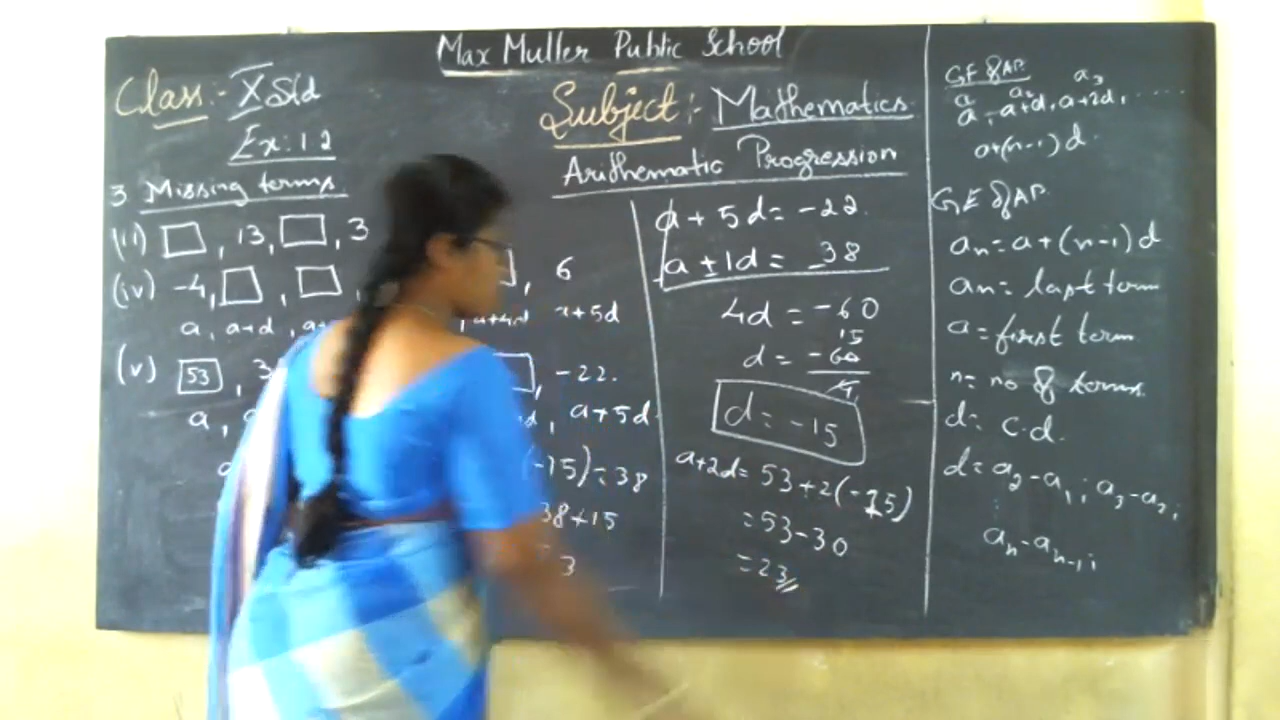 Max Muller Public School
Class:- X Std
Subject:- Mathematics
Ex: 1.2
Arithematic Progression
3 Missing terms
(ii) □, 13, □, 3
(iv) -4, □, □, , 6
a, a+d, , a+4d a+5d
(v) 53, , -22.
a, , a+5d
(-15) = 38
38+15
3
a + 5d = -22.
a + 1d = 38
4d = -60
15
d = -60
4
d = -15
a+2d = 53+2(-15)
= 53-30
= 23
GF of AP.
a a2 a3
a, a+d, a+2d, .....
a+(n-1)d.
GE of AP.
an = a+(n-1)d
an = last term
a = first term
n = no of terms.
d = c.d.
d = a2-a1; a3-a2;
an-an-1;